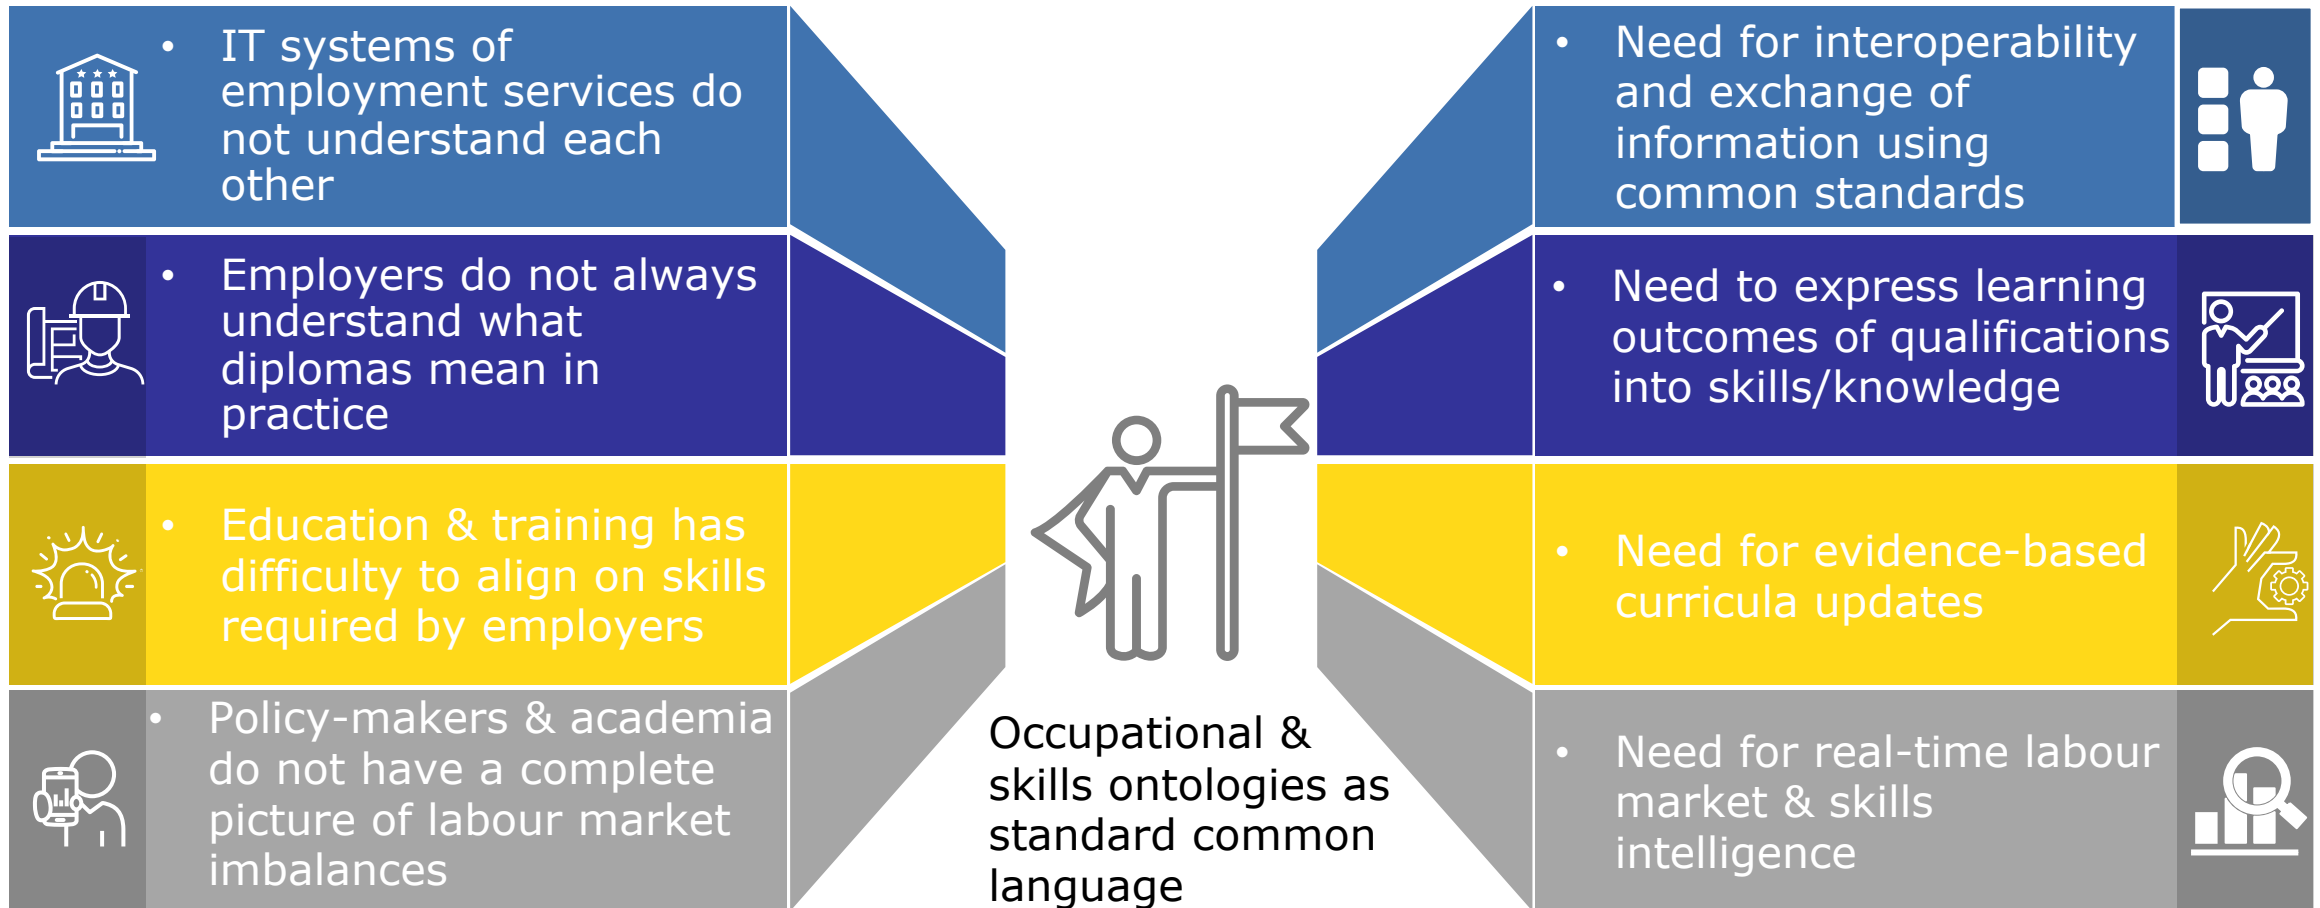 • IT systems of
employment services do
not understand each
other
• Employers do not always
understand what
diplomas mean in
practice
• Education & training has
difficulty to align on skills
required by employers
• Policy-makers & academia
do not have a complete
picture of labour market
imbalances
Occupational &
skills ontologies as
standard common
language
• Need for interoperability
and exchange of
information using
common standards
• Need to express learning
outcomes of qualifications
into skills/knowledge
• Need for evidence-based
curricula updates
• Need for real-time labour
market & skills
intelligence